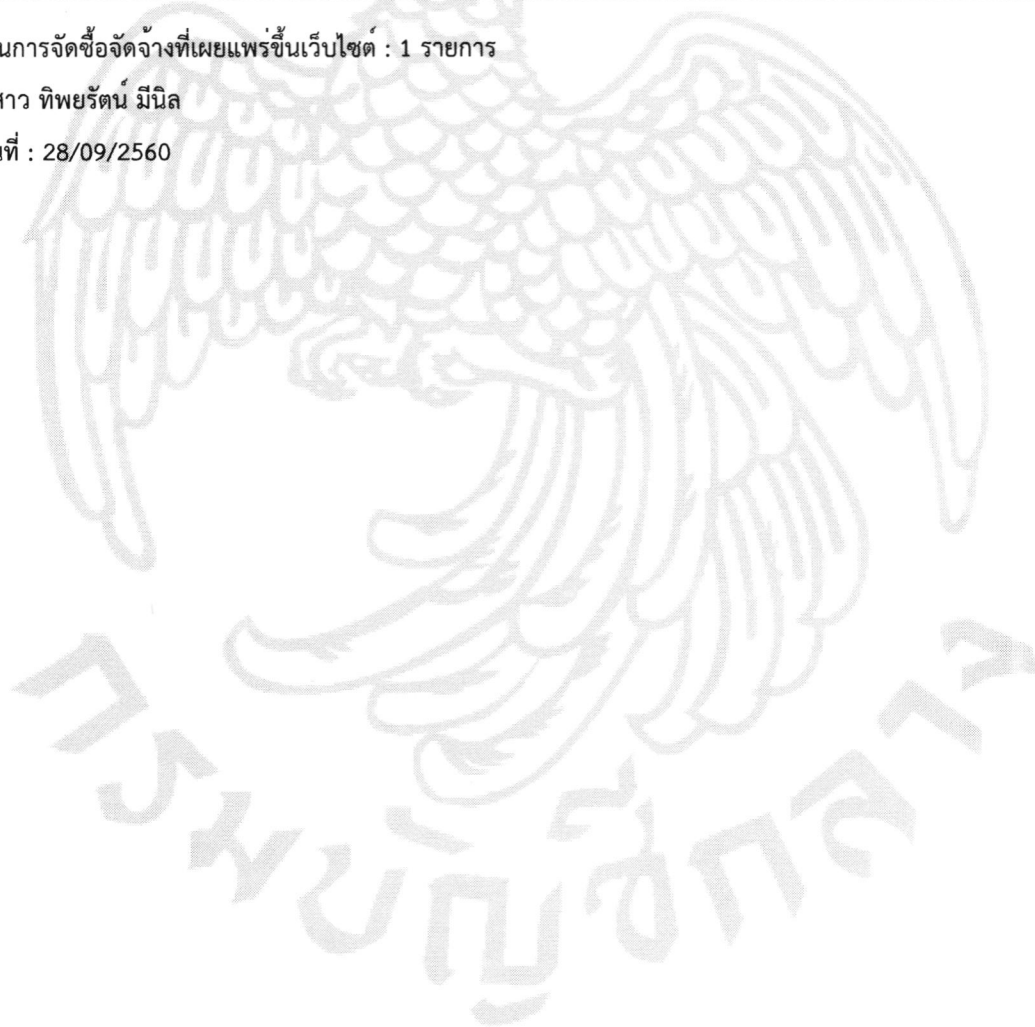 นการจัดซื้อจัดจ้างที่เผยแพร่ขึ้นเว็บไซต์ : 1 รายการ
สาว ทิพยรัตน์ มีนิล
ที่ : 28/09/2560
กรมบัญชีกลาง